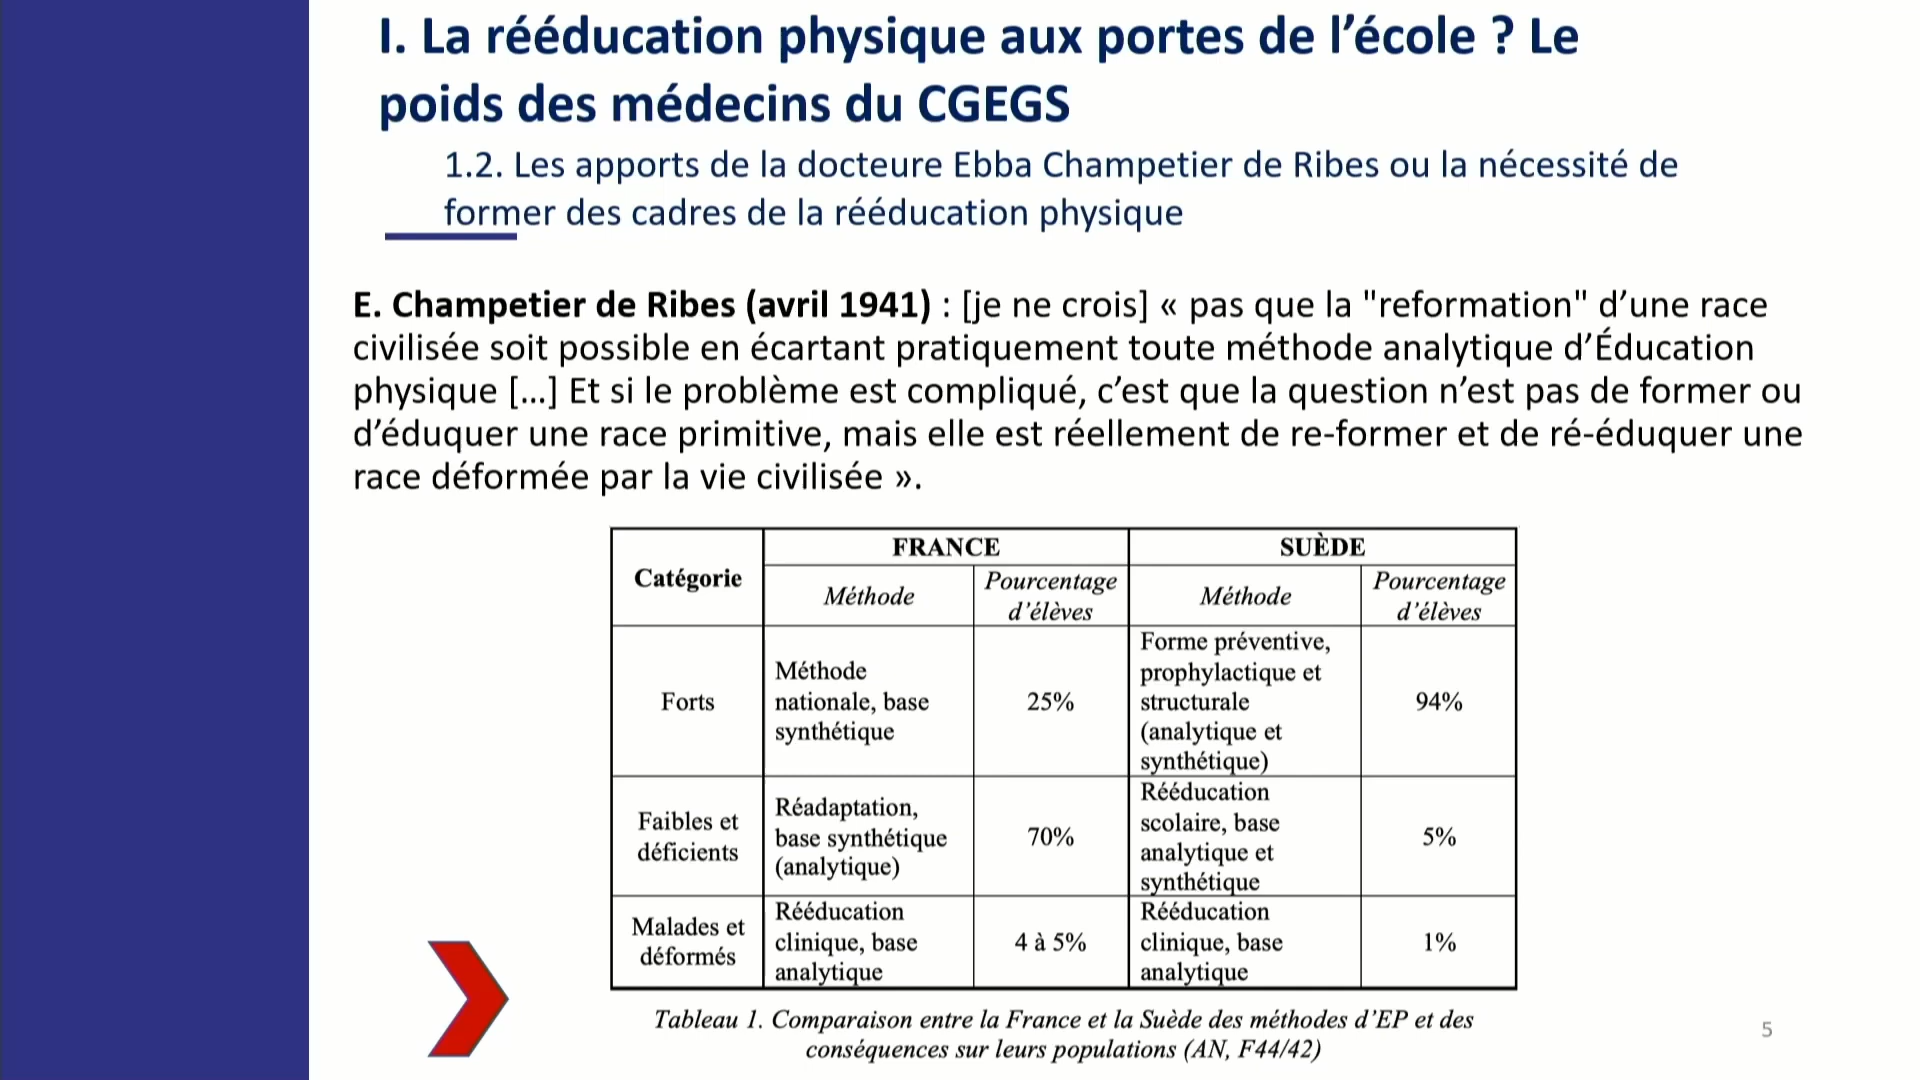 I. La rééducation physique aux portes de l’école ? Le
poids des médecins du CGEGS
1.2. Les apports de la docteure Ebba Champetier de Ribes ou la nécessité de
former des cadres de la rééducation physique
E. Champetier de Ribes (avril 1941) : [je ne crois] « pas que la "reformation" d’une race
civilisée soit possible en écartant pratiquement toute méthode analytique d’Éducation
physique [...] Et si le problème est compliqué, c’est que la question n’est pas de former ou
d’éduquer une race primitive, mais elle est réellement de re-former et de ré-éduquer une
race déformée par la vie civilisée ».
Catégorie
FRANCE
SUÈDE
Méthode
Pourcentage
d’élèves
Méthode
Pourcentage
d’élèves
Forts
Méthode
nationale, base
synthétique
25%
Forme préventive,
prophylactique et
structurale
(analytique et
synthétique)
94%
Faibles et
déficients
Réadaptation,
base synthétique
(analytique)
70%
Rééducation
scolaire, base
analytique et
synthétique
5%
Malades et
déformés
Rééducation
clinique, base
analytique
4 à 5%
Rééducation
clinique, base
analytique
1%
Tableau 1. Comparaison entre la France et la Suède des méthodes d’EP et des
conséquences sur leurs populations (AN, F44/42)
5